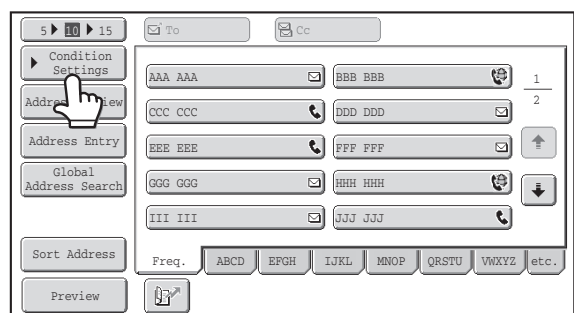 5 10 15
To
Cc
Condition
Settings
Address Entry
Global
Address Search
Sort Address
Preview
AAA AAA
BBB BBB
CCC CCC
DDD DDD
EEE EEE
FFF FFF
GGG GGG
HHH HHH
III III
JJJ JJJ
1
2
Freq.
ABCD
EFGH
IJKL
MNOP
QRSTU
VWXYZ
etc.